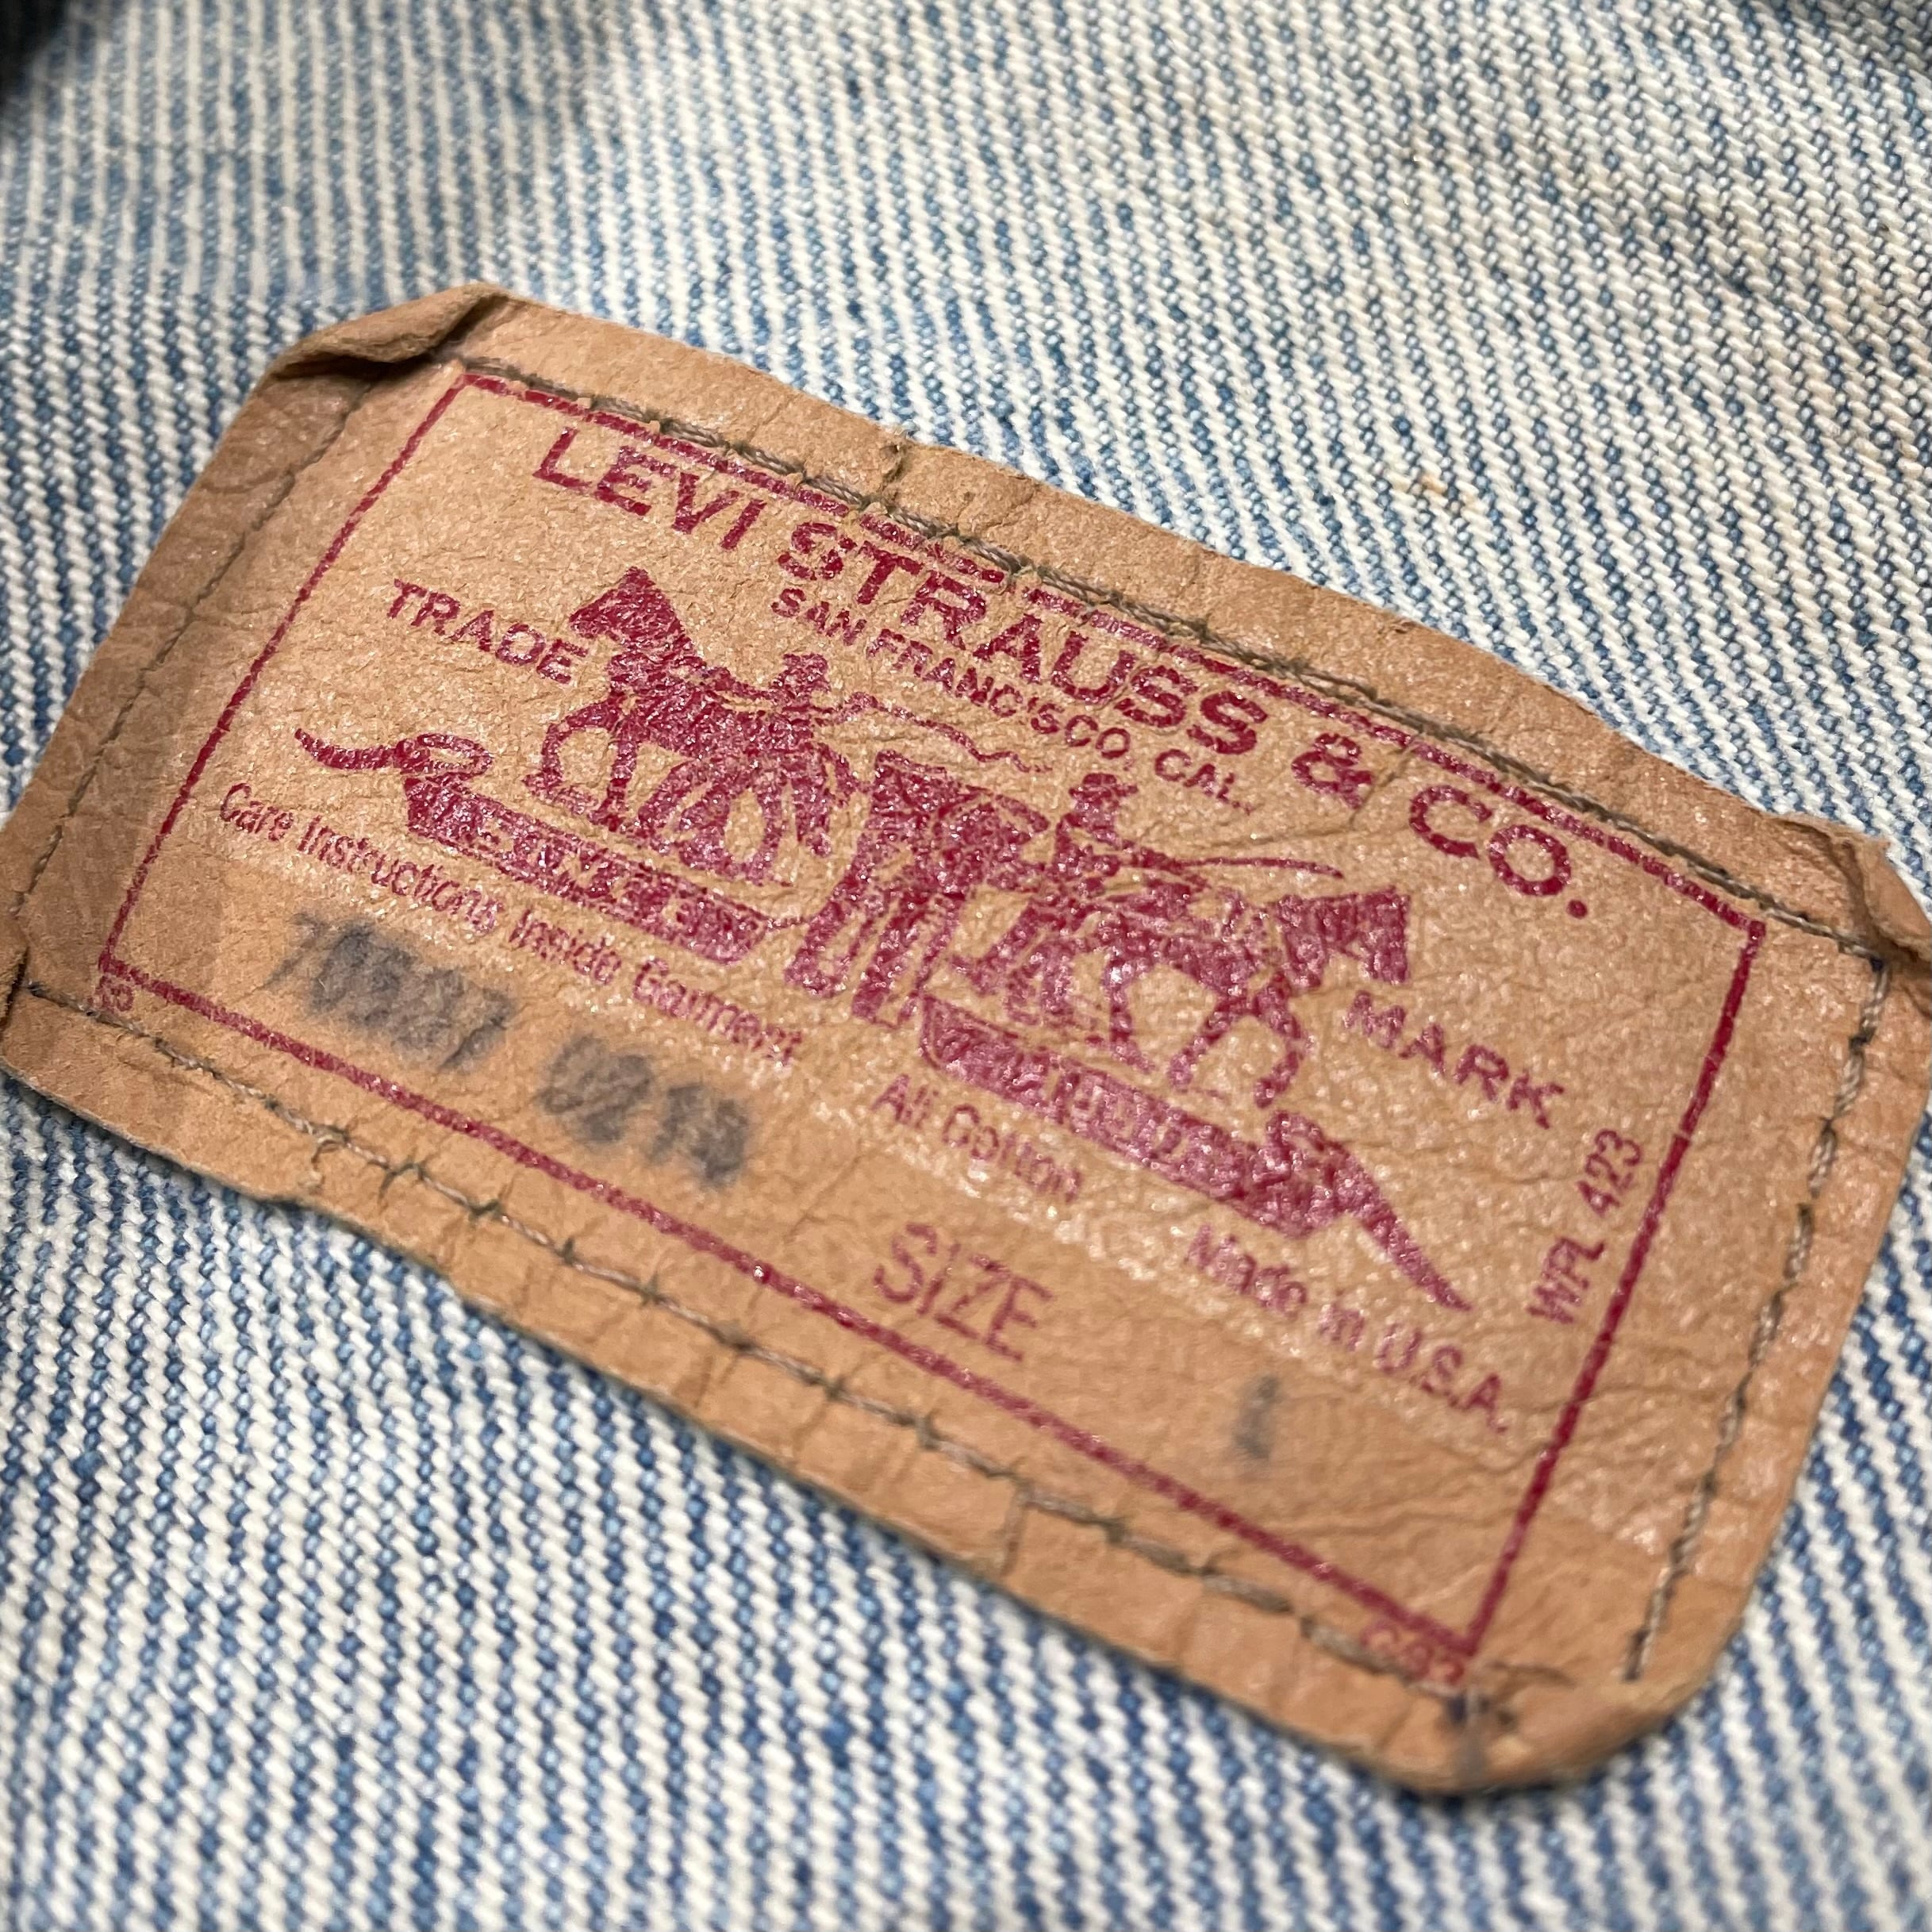 LEVI STRAUSS & CO.
SAN FRANCISCO, CAL.
TRADE MARK
Care Instructions Inside Garment
All Cotton
Made in U.S.A.
WPL 423
SIZE